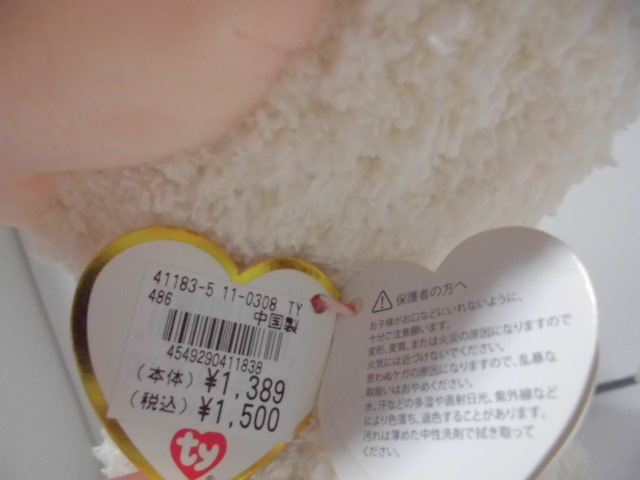 41183-5 11-0308 TY
486 中国製
4549290411838
(本体) ¥1,389
(税込) ¥1,500
ty
保護者の方へ
お子様がお口などにいれないように、
十分ご注意願います。
変形、変質、または火災の原因になりますので
火気には近づけないでください。
思わぬケガの原因になりますので、乱暴な
取扱いはおやめください。
水、汗などの多湿や直射日光、紫外線など
により色落ち、退色することがあります。
汚れは薄めた中性洗剤で拭き取って
ください。